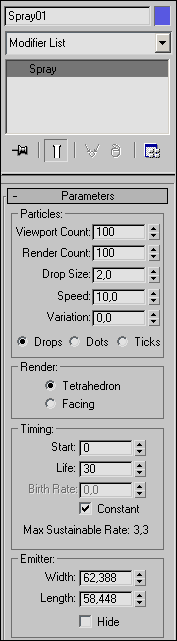 Spray01
Modifier List
Spray
- Parameters
Particles:
Viewport Count: 100
Render Count: 100
Drop Size: 2,0
Speed: 10,0
Variation: 0,0
Drops Dots Ticks
Render:
Tetrahedron
Facing
Timing:
Start: 0
Life: 30
Birth Rate: 0,0
Constant
Max Sustainable Rate: 3,3
Emitter:
Width: 62,388
Length: 58,448
Hide